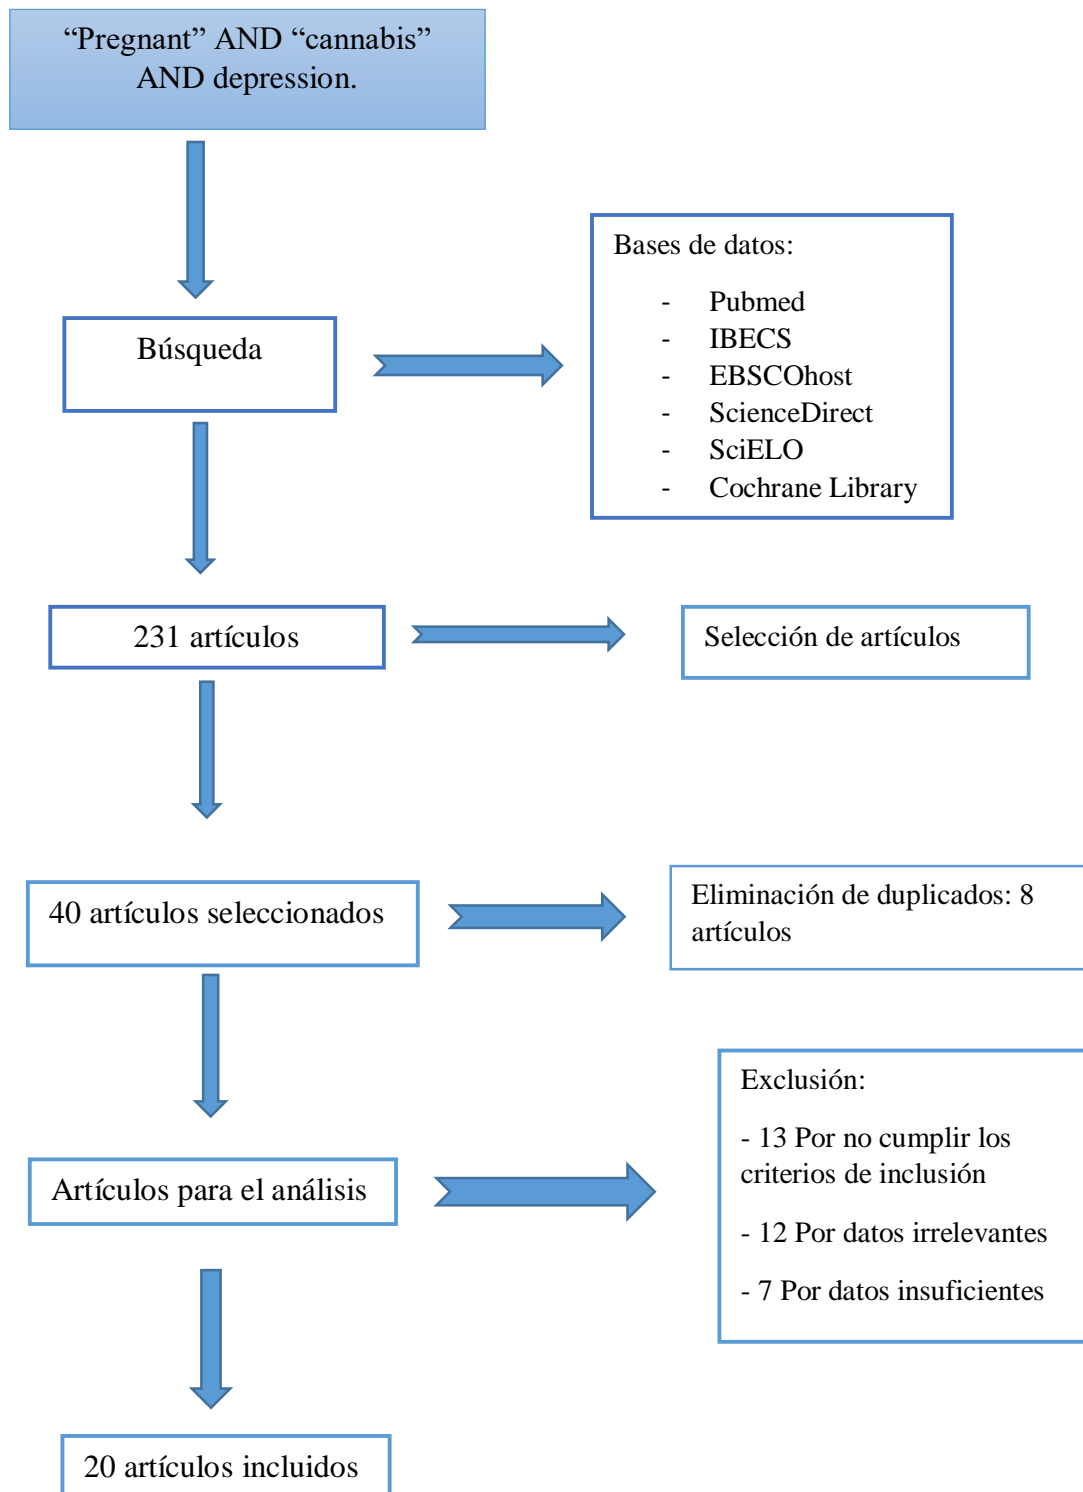 “Pregnant” AND “cannabis”
AND depression.
Búsqueda
Bases de datos:
- Pubmed
- IBECS
- EBSCOhost
- ScienceDirect
- SciELO
- Cochrane Library
231 artículos
Selección de artículos
40 artículos seleccionados
Eliminación de duplicados: 8
artículos
Artículos para el análisis
Exclusión:
- 13 Por no cumplir los
criterios de inclusión
- 12 Por datos irrelevantes
- 7 Por datos insuficientes
20 artículos incluidos